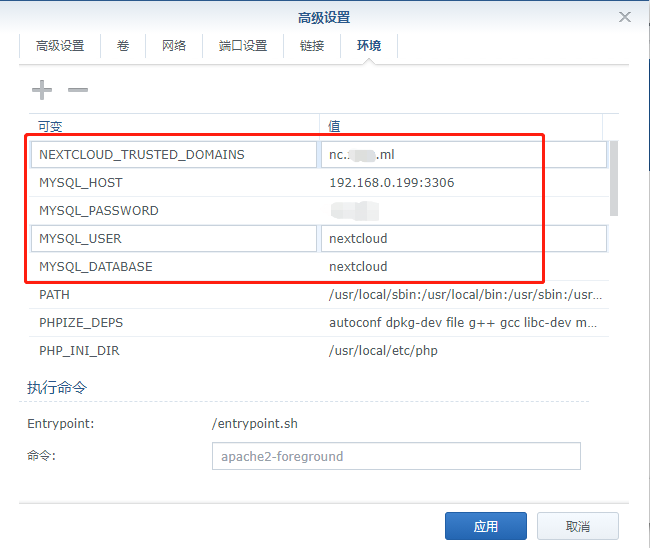 高级设置
高级设置 卷 网络 端口设置 链接 环境
可变 值
NEXTCLOUD_TRUSTED_DOMAINS nc. .ml
MYSQL_HOST 192.168.0.199:3306
MYSQL_PASSWORD
MYSQL_USER nextcloud
MYSQL_DATABASE nextcloud
PATH /usr/local/sbin:/usr/local/bin:/usr/sbin:/usr...
PHPIZE_DEPS autoconf dpkg-dev file g++ gcc libc-dev m...
PHP_INI_DIR /usr/local/etc/php
执行命令
Entrypoint: /entrypoint.sh
命令: apache2-foreground
应用 取消